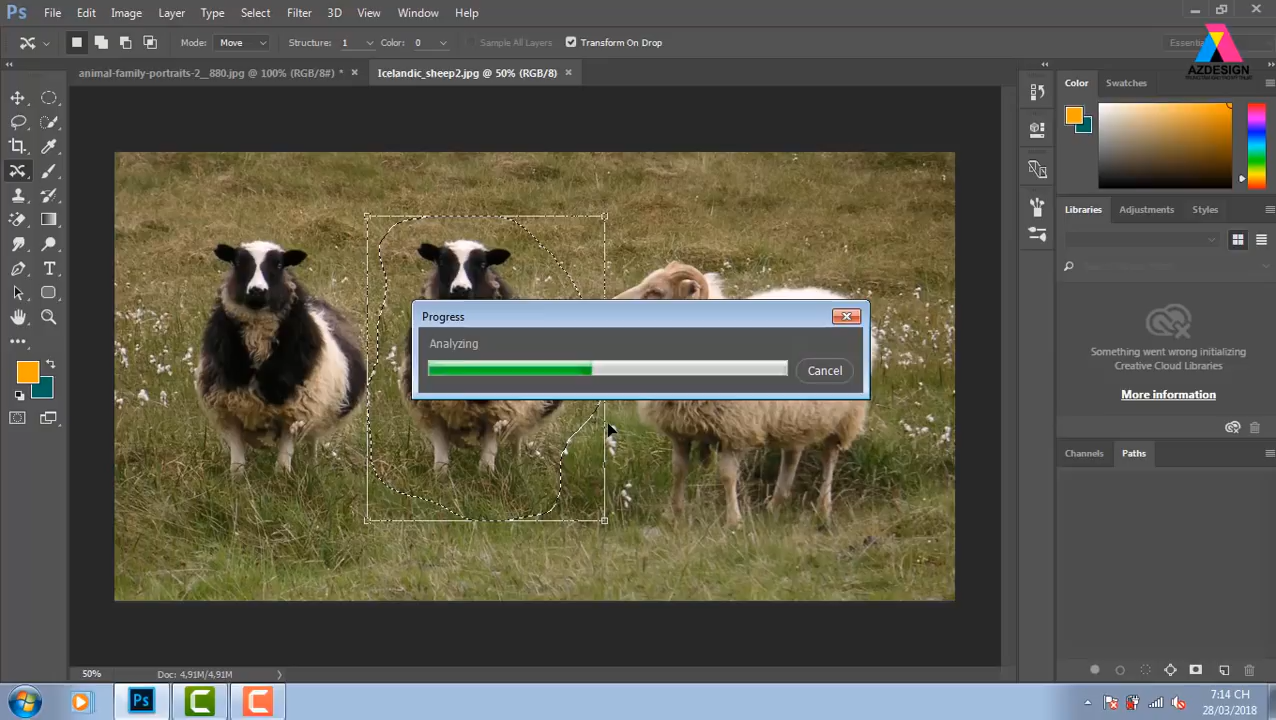 Ps File Edit Image Layer Type Select Filter 3D View Window Help
Mode: Move Structure: 1 Color: 0 Sample All Layers Transform On Drop Essenti
AZDESIGN
animal-family-portraits-2__880.jpg @ 100% (RGB/8#) * × Icelandic_sheep2.jpg @ 50% (RGB/8) ×
Color Swatches
Libraries Adjustments Styles
Progress
Analyzing
Cancel
Something went wrong initializing
Creative Cloud Libraries
More information
Channels Paths
50% Doc: 4,91M/4,91M
Ps
7:14 CH
28/03/2018